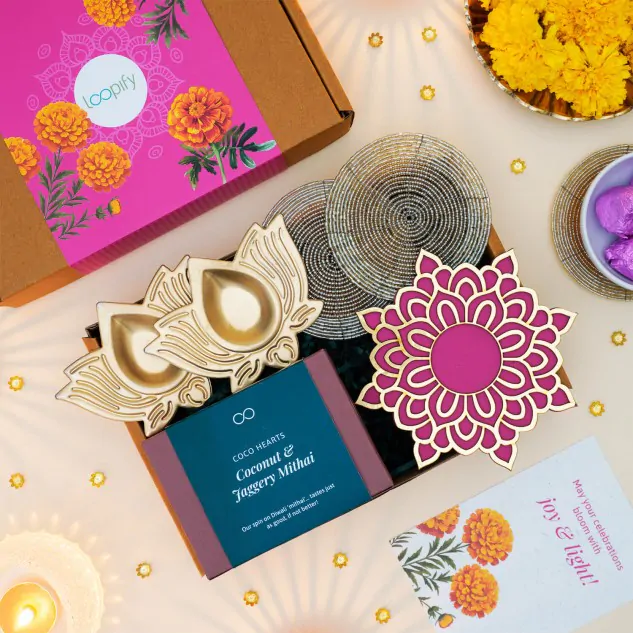 Loopify
COCO HEARTS
Coconut &
Jaggery Mithai
Our spin on Diwali 'mithai'... tastes just
as good, if not better!
May your celebrations
bloom with
joy & light!